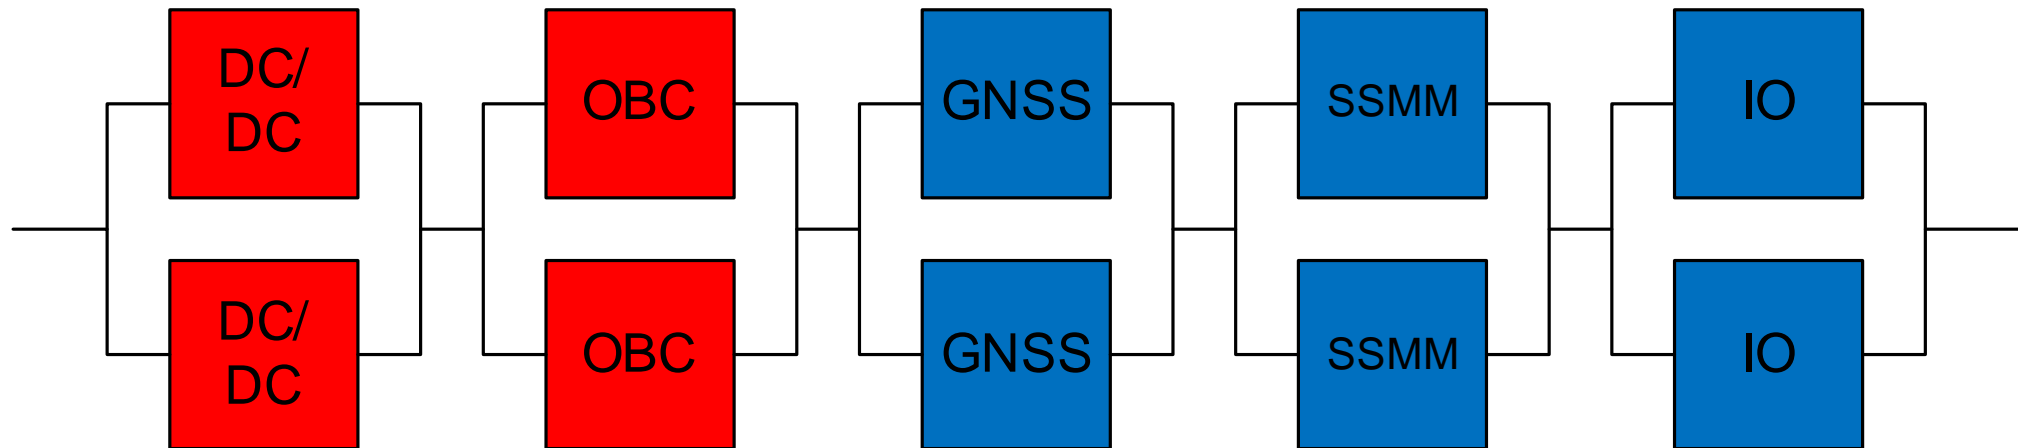 DC/
DC
OBC
GNSS
SSMM
IO
DC/
DC
OBC
GNSS
SSMM
IO